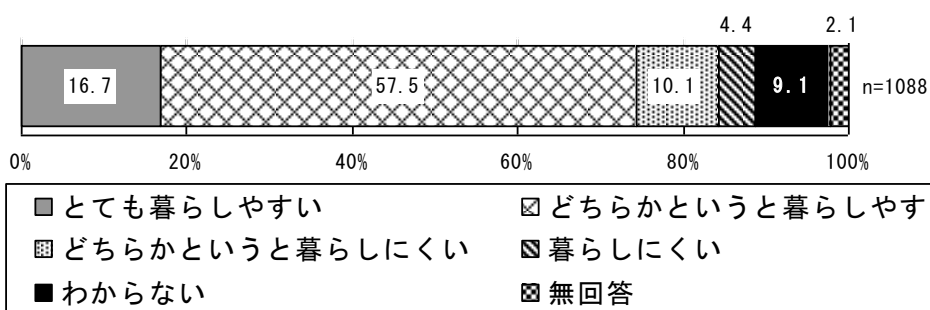 4.4 2.1
16.7 57.5 10.1 9.1 n=1088
0% 20% 40% 60% 80% 100%
とても暮らしやすい どちらかというと暮らしやす
どちらかというと暮らしにくい 暮らしにくい
わからない 無回答